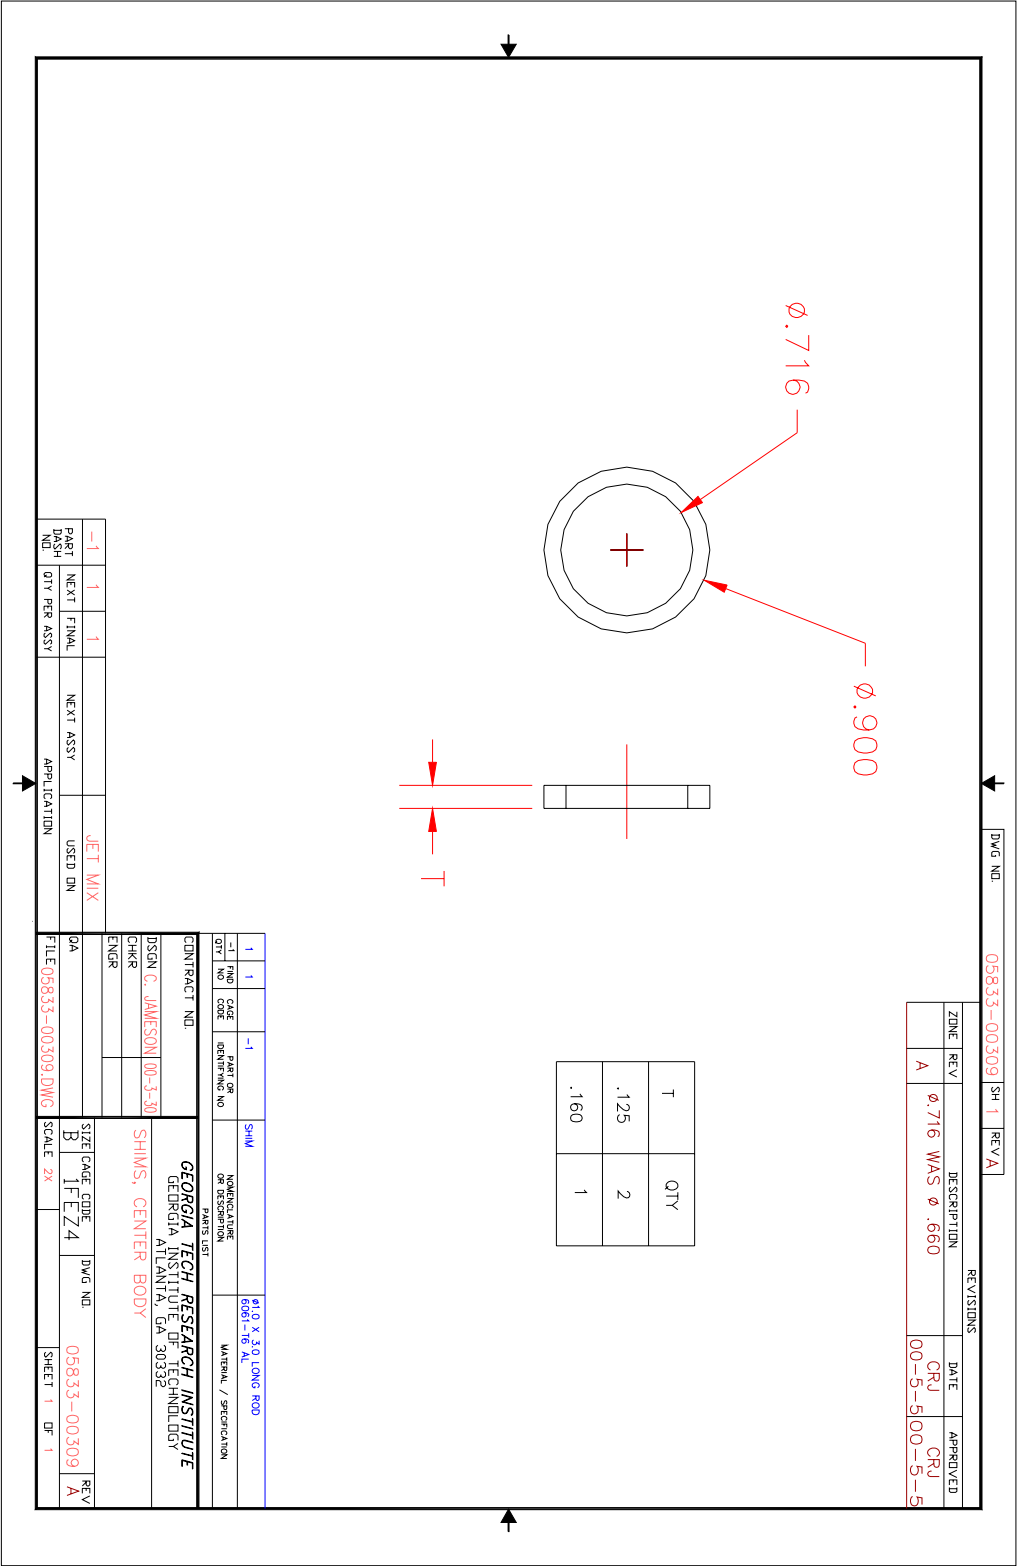 DWG NO. 05833-00309 SH 1 REV A
REVISIONS
ZONE REV DESCRIPTION DATE APPROVED
A Ø.716 WAS Ø .660 CRJ 00-5-5 CRJ 00-5-5
Ø.716
Ø.900
T
T QTY
.125 2
.160 1
1 1 -1 SHIM Ø1.0 X 3.0 LONG ROD
6061-T6 AL
-1 QTY FIND NO CAGE CODE PART OR IDENTIFYING NO NOMENCLATURE OR DESCRIPTION MATERIAL / SPECIFICATION
PARTS LIST
-1 1 1 JET MIX
PART DASH NO. NEXT FINAL NEXT ASSY USED ON
QTY PER ASSY APPLICATION
CONTRACT NO.
DSGN C. JAMESON 00-3-30
CHKR
ENGR
QA
FILE 05833-00309.DWG
GEORGIA TECH RESEARCH INSTITUTE
GEORGIA INSTITUTE OF TECHNOLOGY
ATLANTA, GA 30332
SHIMS, CENTER BODY
SIZE B CAGE CODE 1FEZ4 DWG NO. 05833-00309 REV A
SCALE 2X SHEET 1 OF 1